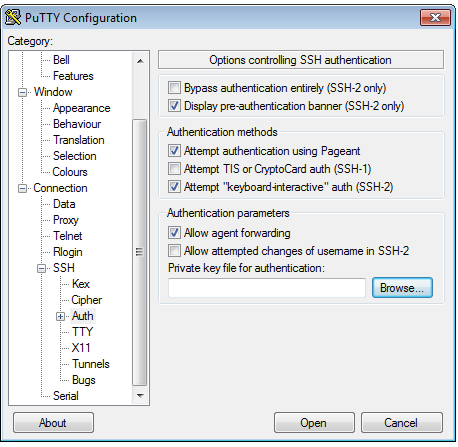 PuTTY Configuration
Category:
Bell
Features
Window
Appearance
Behaviour
Translation
Selection
Colours
Connection
Data
Proxy
Telnet
Rlogin
SSH
Kex
Cipher
Auth
TTY
X11
Tunnels
Bugs
Serial
Options controlling SSH authentication
Bypass authentication entirely (SSH-2 only)
Display pre-authentication banner (SSH-2 only)
Authentication methods
Attempt authentication using Pageant
Attempt TIS or CryptoCard auth (SSH-1)
Attempt "keyboard-interactive" auth (SSH-2)
Authentication parameters
Allow agent forwarding
Allow attempted changes of username in SSH-2
Private key file for authentication:
Browse...
About
Open
Cancel